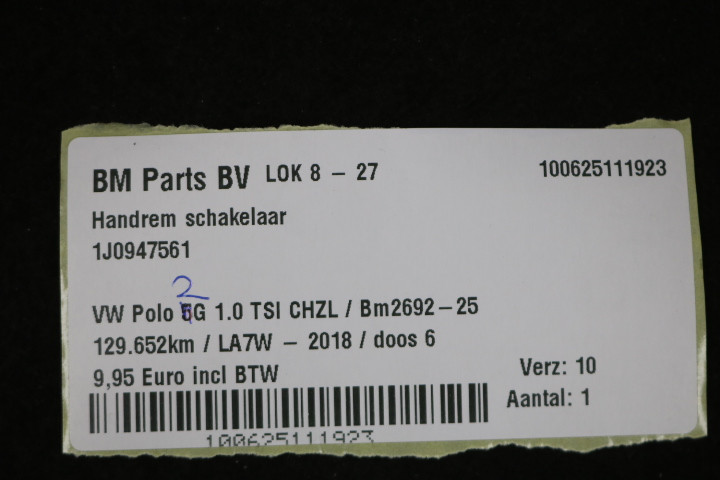 BM Parts BV LOK 8 – 27 100625111923
Handrem schakelaar
1J0947561
2
VW Polo 5G 1.0 TSI CHZL / Bm2692–25
129.652km / LA7W – 2018 / doos 6
9,95 Euro incl BTW
Verz: 10
Aantal: 1
100625111923